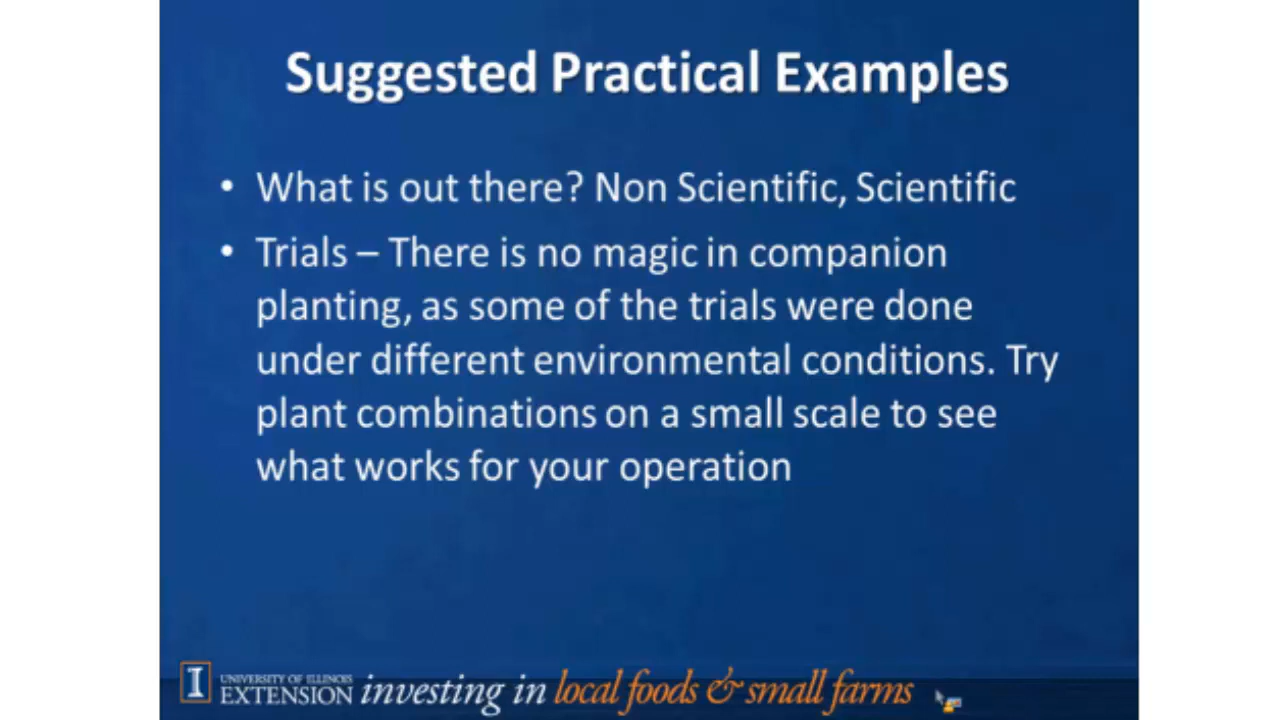 Suggested Practical Examples
• What is out there? Non Scientific, Scientific
• Trials – There is no magic in companion
planting, as some of the trials were done
under different environmental conditions. Try
plant combinations on a small scale to see
what works for your operation
I UNIVERSITY OF ILLINOIS
EXTENSION investing in local foods & small farms